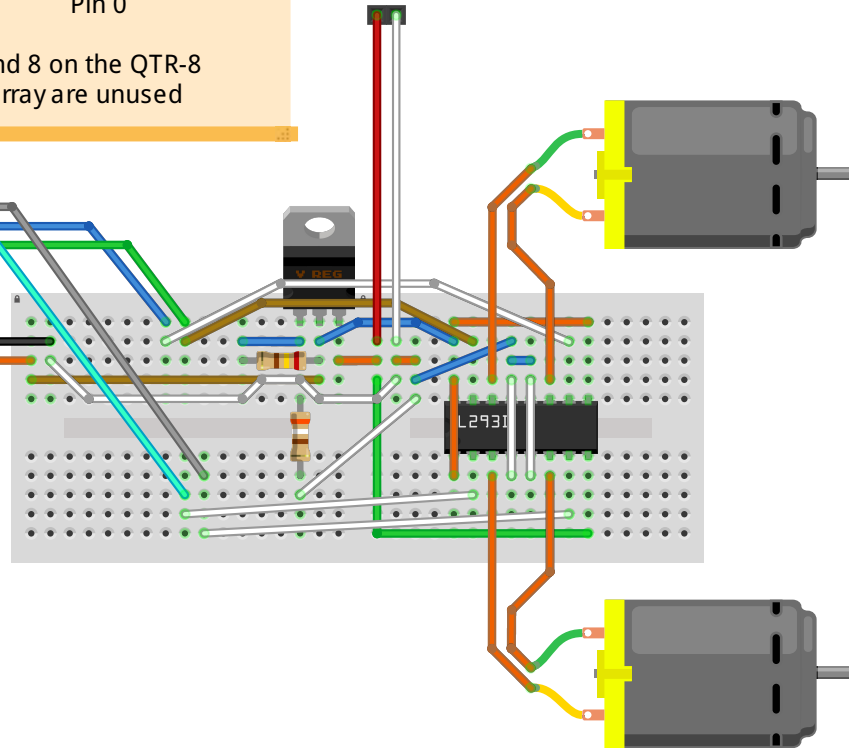 Pin 0
nd 8 on the QTR-8
rray are unused
V REG
L293D